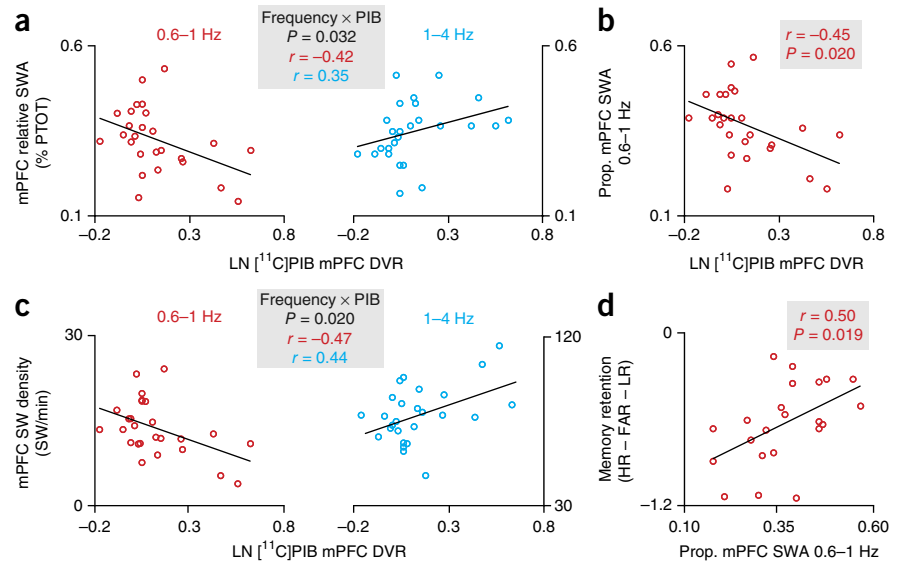 a
0.6–1 Hz
Frequency × PIB
P = 0.032
r = –0.42
r = 0.35
1–4 Hz
0.6
0.1
mPFC relative SWA
(% PTOT)
0.6
0.1
–0.2
0.3
0.8
–0.2
0.3
0.8
LN [¹¹C]PIB mPFC DVR
b
r = –0.45
P = 0.020
0.6
0.1
Prop. mPFC SWA
0.6–1 Hz
–0.2
0.3
0.8
LN [¹¹C]PIB mPFC DVR
c
0.6–1 Hz
Frequency × PIB
P = 0.020
r = –0.47
r = 0.44
1–4 Hz
30
0
mPFC SW density
(SW/min)
120
30
–0.2
0.3
0.8
–0.2
0.3
0.8
LN [¹¹C]PIB mPFC DVR
d
r = 0.50
P = 0.019
0
–1.2
Memory retention
(HR – FAR – LR)
0.10
0.35
0.60
Prop. mPFC SWA 0.6–1 Hz